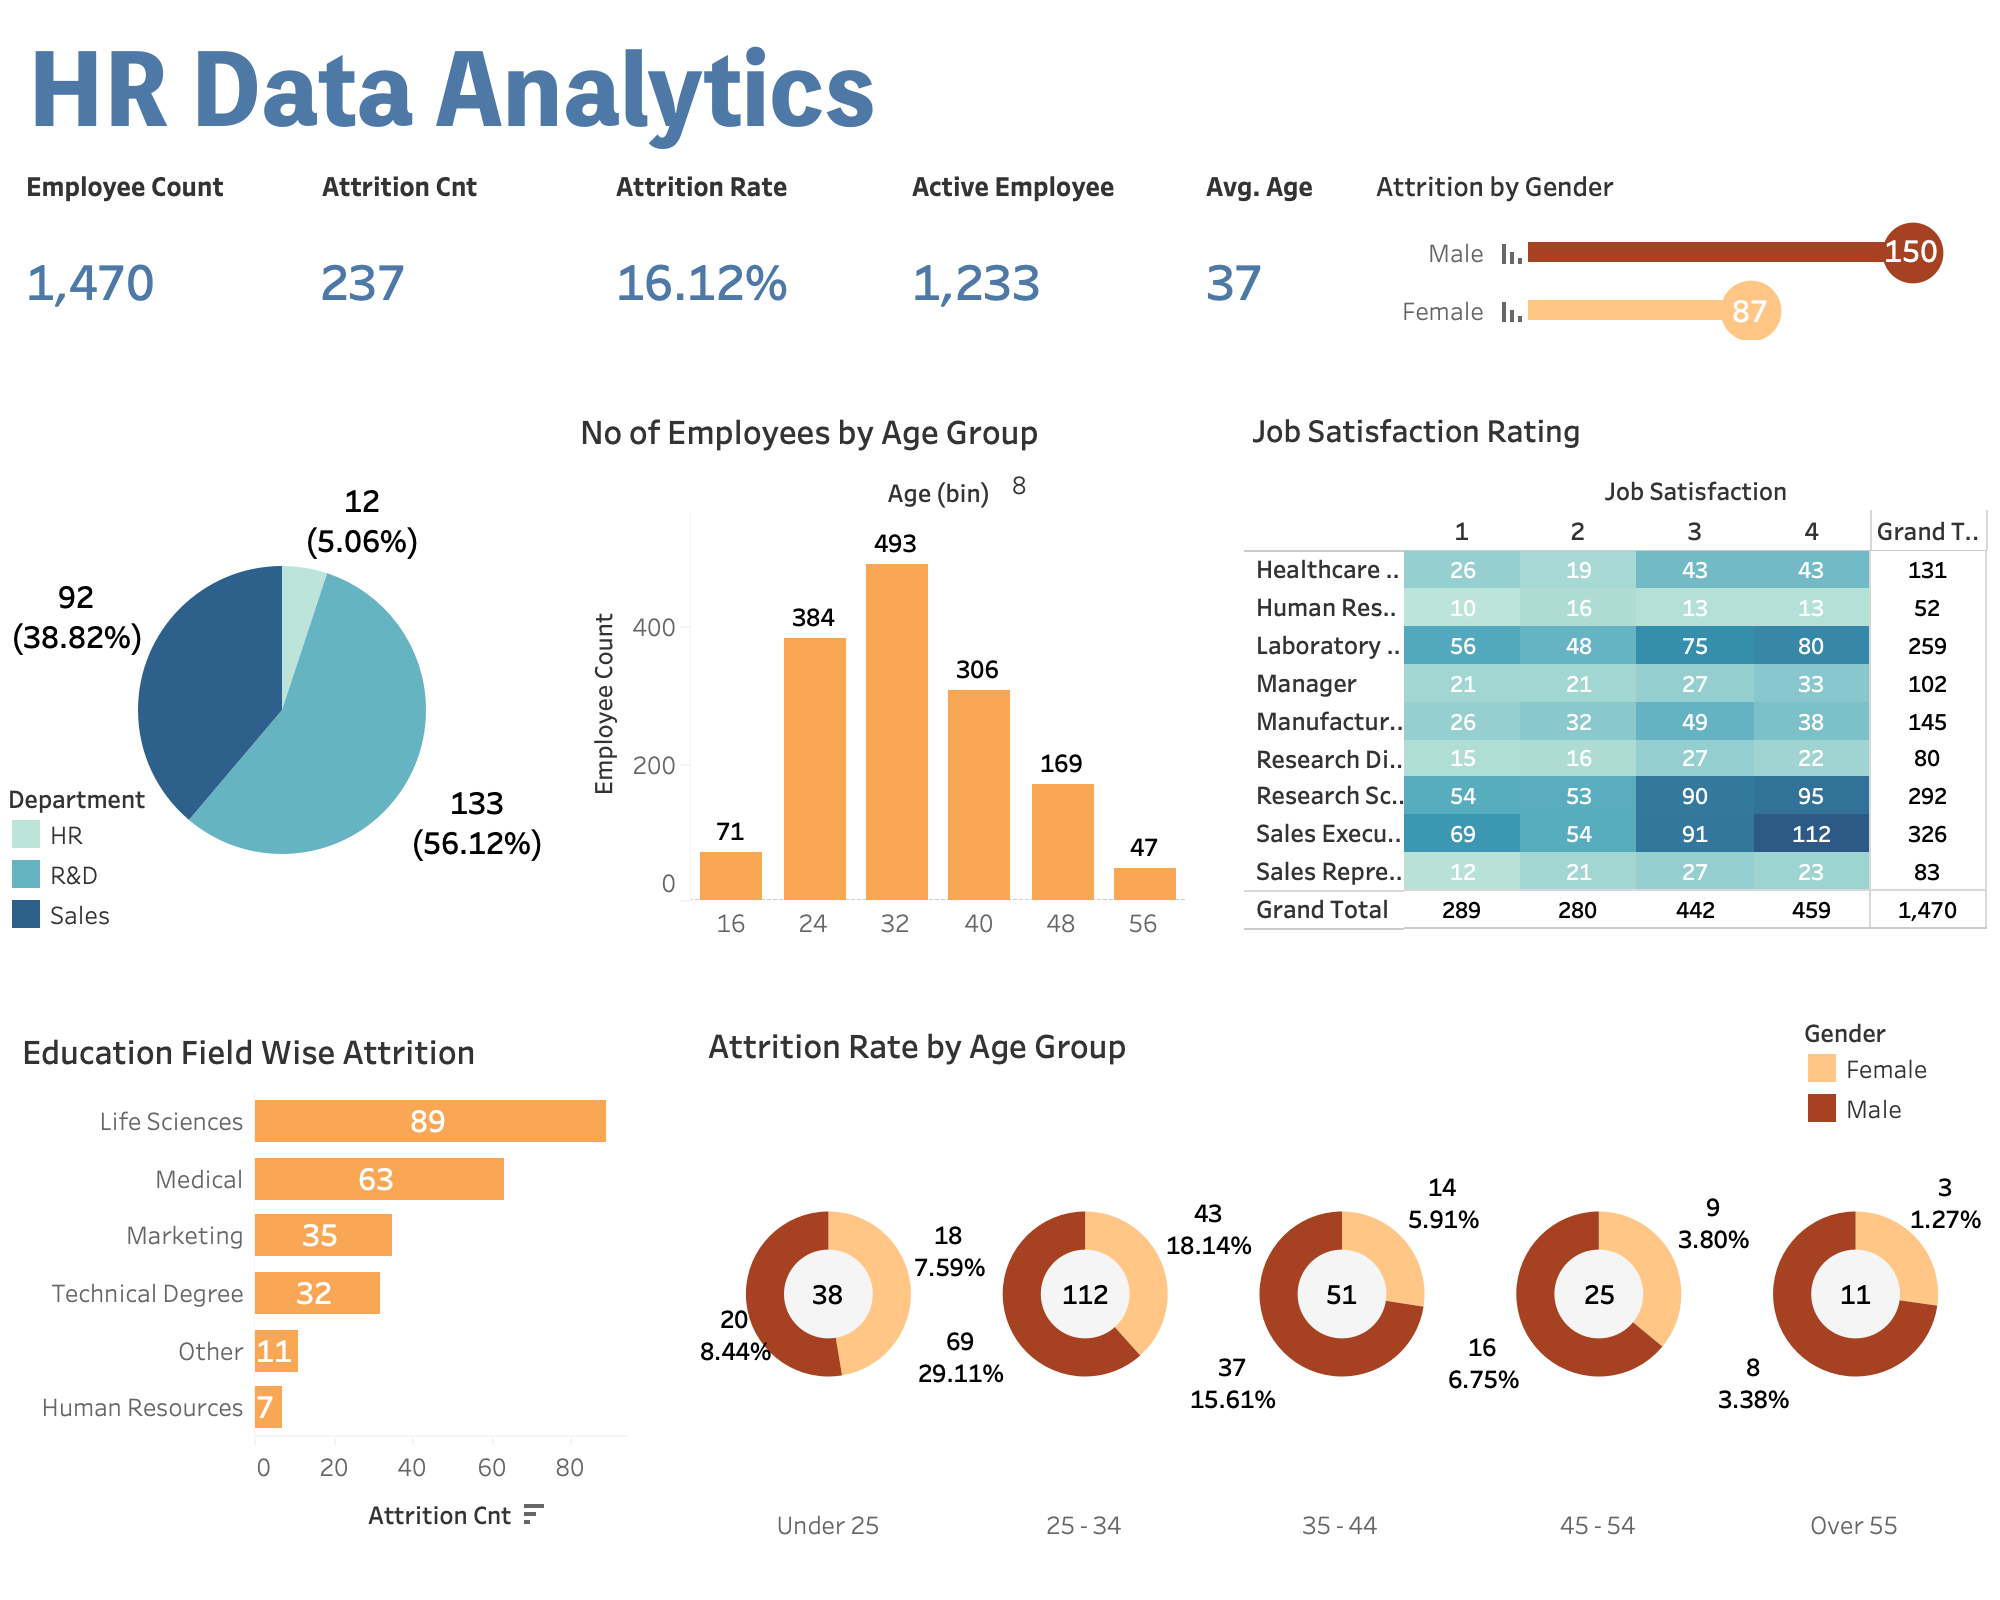 HR Data Analytics
Employee Count
1,470
Attrition Cnt
237
Attrition Rate
16.12%
Active Employee
1,233
Avg. Age
37
Attrition by Gender
Male 150
Female 87
12
(5.06%)
92
(38.82%)
133
(56.12%)
Department
HR
R&D
Sales
No of Employees by Age Group
Age (bin) 8
Employee Count
400
200
0
71
384
493
306
169
47
16 24 32 40 48 56
Job Satisfaction Rating
Job Satisfaction
1 2 3 4 Grand T..
Healthcare .. 26 19 43 43 131
Human Res.. 10 16 13 13 52
Laboratory .. 56 48 75 80 259
Manager 21 21 27 33 102
Manufactur.. 26 32 49 38 145
Research Di.. 15 16 27 22 80
Research Sc.. 54 53 90 95 292
Sales Execu.. 69 54 91 112 326
Sales Repre.. 12 21 27 23 83
Grand Total 289 280 442 459 1,470
Education Field Wise Attrition
Life Sciences 89
Medical 63
Marketing 35
Technical Degree 32
Other 11
Human Resources 7
0 20 40 60 80
Attrition Cnt
Attrition Rate by Age Group
Gender
Female
Male
18
7.59%
38
20
8.44%
43
18.14%
112
69
29.11%
14
5.91%
51
37
15.61%
9
3.80%
25
16
6.75%
3
1.27%
11
8
3.38%
Under 25 25 - 34 35 - 44 45 - 54 Over 55